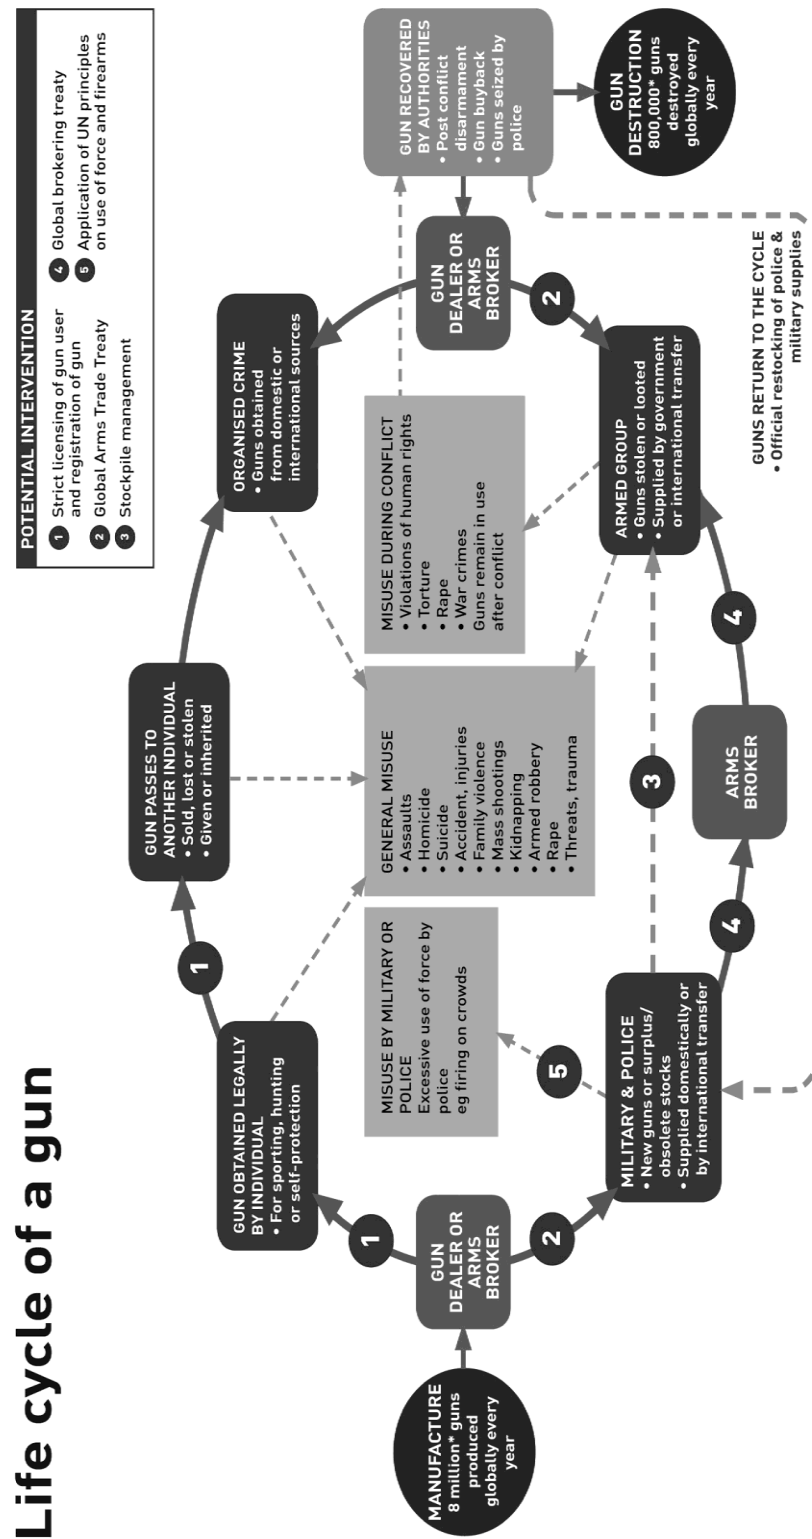 Life cycle of a gun
POTENTIAL INTERVENTION
1 Strict licensing of gun user
and registration of gun
2 Global Arms Trade Treaty
3 Stockpile management
4 Global brokering treaty
5 Application of UN principles
on use of force and firearms
MANUFACTURE
8 million* guns
produced
globally every
year
GUN
DEALER OR
ARMS
BROKER
1
2
GUN OBTAINED LEGALLY
BY INDIVIDUAL
• For sporting, hunting
or self-protection
1
GUN PASSES TO
ANOTHER INDIVIDUAL
• Sold, lost or stolen
• Given or inherited
ORGANISED CRIME
• Guns obtained
from domestic or
international sources
MISUSE BY MILITARY OR
POLICE
Excessive use of force by
police
eg firing on crowds
5
GENERAL MISUSE
• Assaults
• Homicide
• Suicide
• Accident, injuries
• Family violence
• Mass shootings
• Kidnapping
• Armed robbery
• Rape
• Threats, trauma
MISUSE DURING CONFLICT
• Violations of human rights
• Torture
• Rape
• War crimes
Guns remain in use
after conflict
MILITARY & POLICE
• New guns or surplus/
obsolete stocks
• Supplied domestically or
by international transfer
3
4
ARMS
BROKER
4
ARMED GROUP
• Guns stolen or looted
• Supplied by government
or international transfer
2
GUN
DEALER OR
ARMS
BROKER
GUN RECOVERED
BY AUTHORITIES
• Post conflict
disarmament
• Gun buyback
• Guns seized by
police
GUN
DESTRUCTION
800,000* guns
destroyed
globally every
year
GUNS RETURN TO THE CYCLE
• Official restocking of police &
military supplies